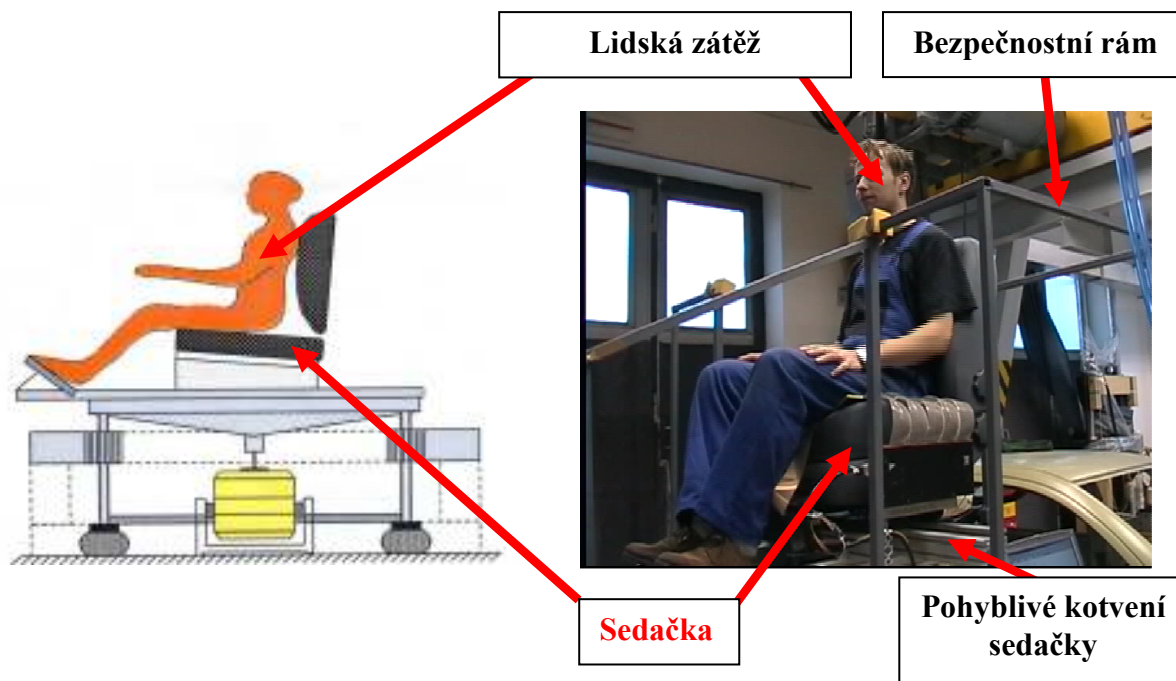 Lidská zátěž
Bezpečnostní rám
Sedačka
Pohyblivé kotvení
sedačky